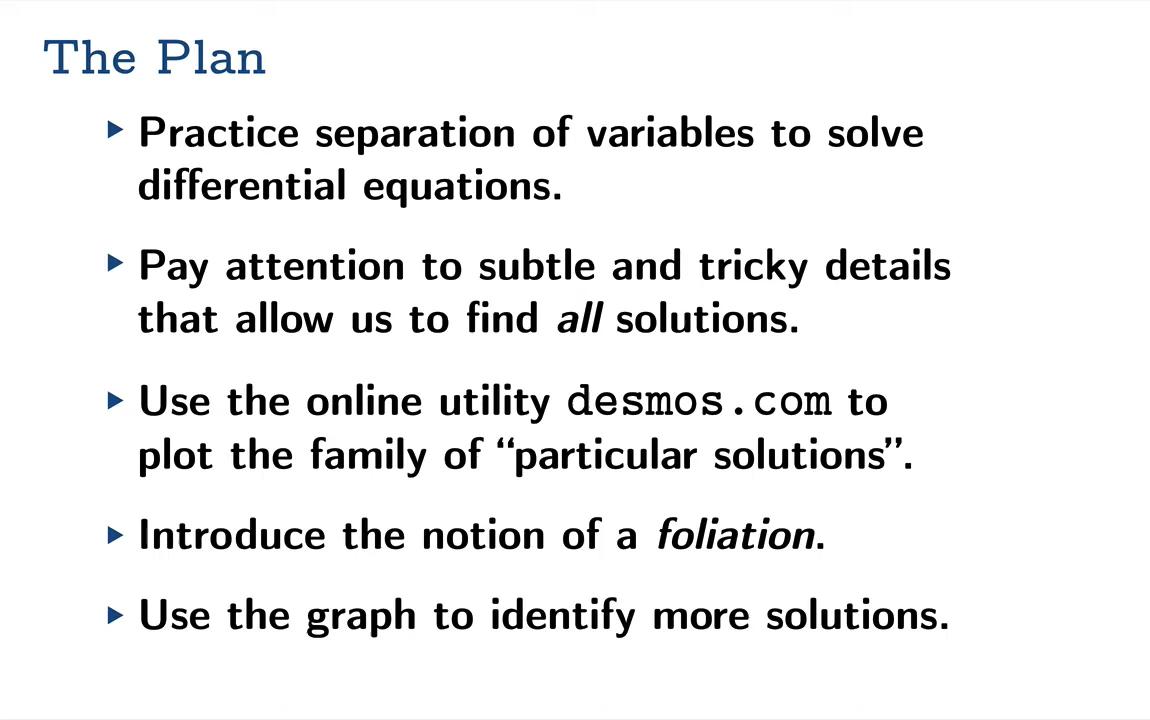 The Plan
▶ Practice separation of variables to solve
differential equations.
▶ Pay attention to subtle and tricky details
that allow us to find all solutions.
▶ Use the online utility desmos.com to
plot the family of “particular solutions”.
▶ Introduce the notion of a foliation.
▶ Use the graph to identify more solutions.